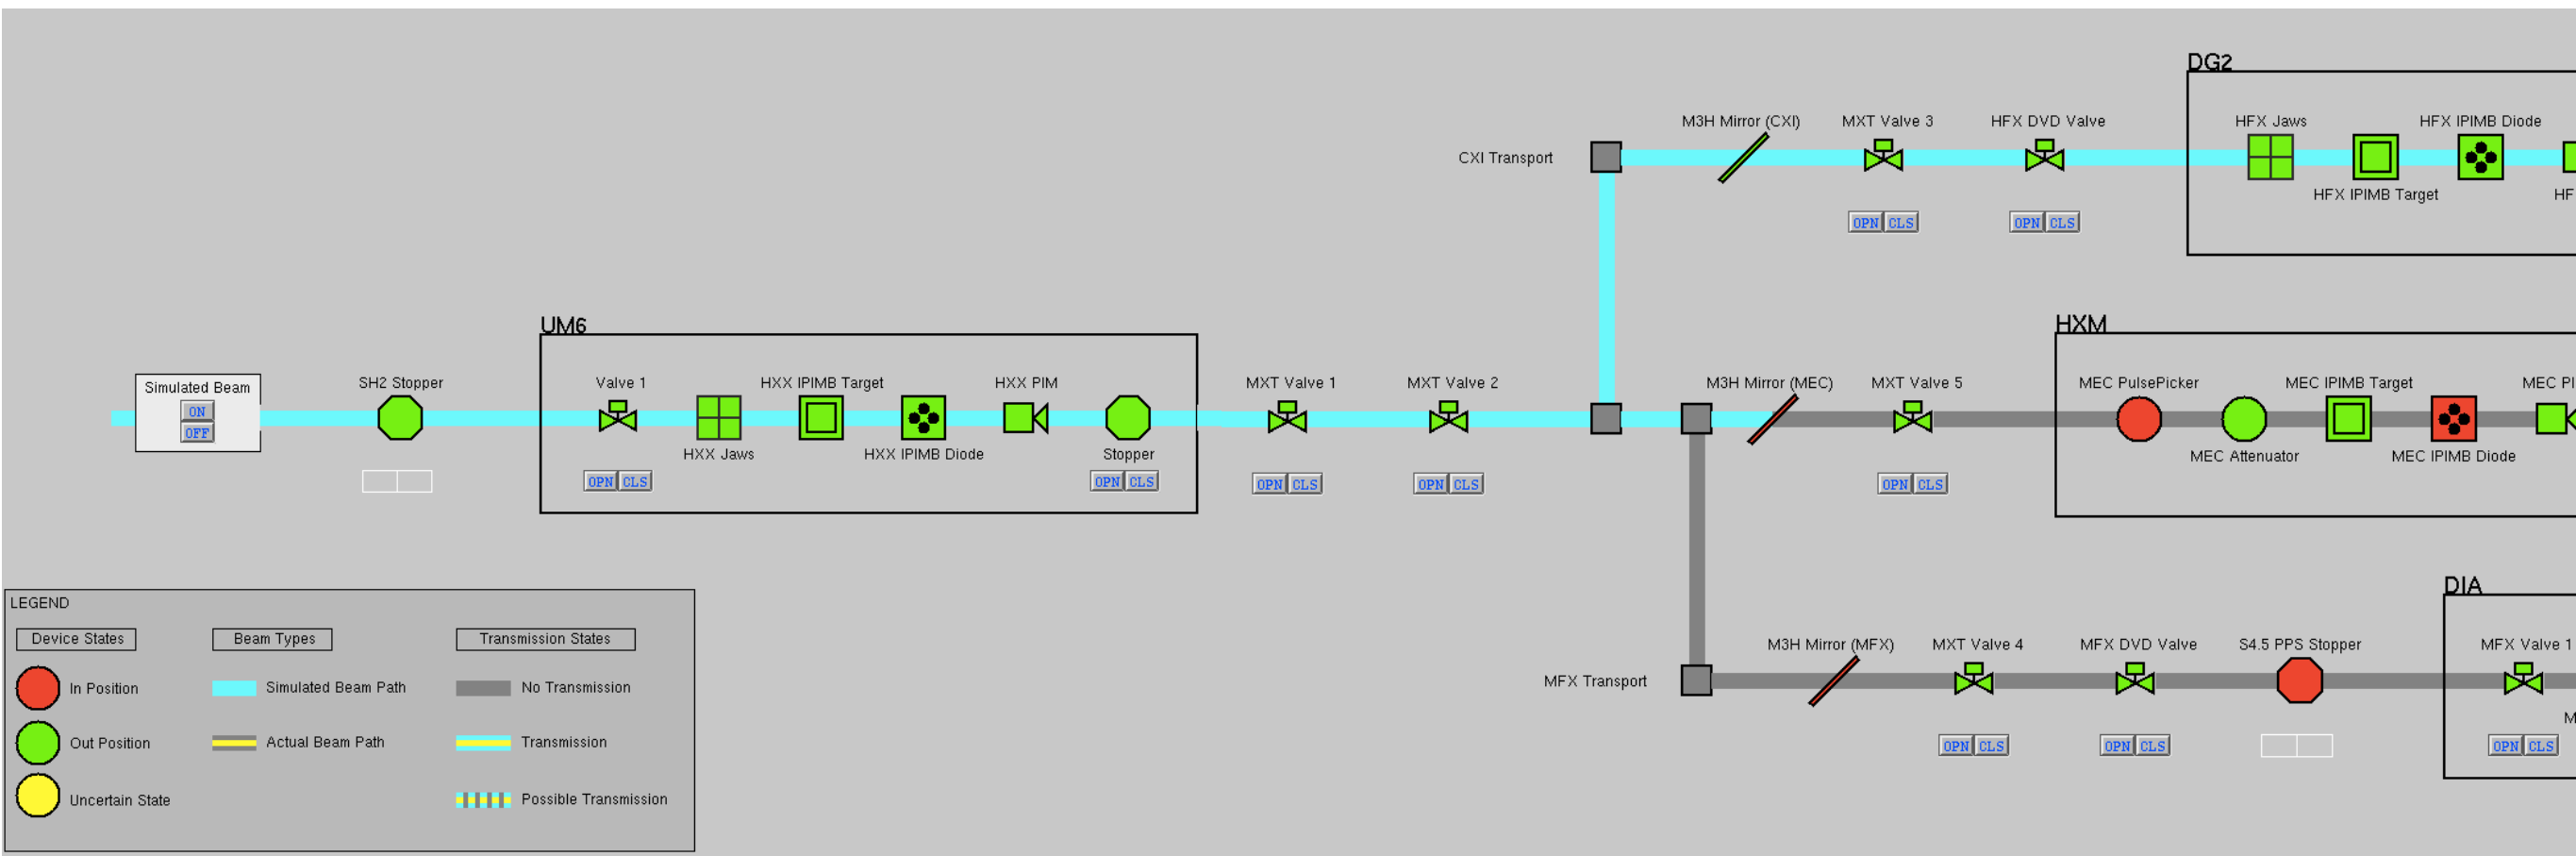 DG2
M3H Mirror (CXI)
MXT Valve 3
HFX DVD Valve
HFX Jaws
HFX IPIMB Diode
CXI Transport
HFX IPIMB Target
HF
OPN CLS
OPN CLS
UM6
HXM
Simulated Beam
ON
OFF
SH2 Stopper
Valve 1
HXX IPIMB Target
HXX PIM
MXT Valve 1
MXT Valve 2
M3H Mirror (MEC)
MXT Valve 5
MEC PulsePicker
MEC IPIMB Target
MEC PI
HXX Jaws
HXX IPIMB Diode
Stopper
MEC Attenuator
MEC IPIMB Diode
OPN CLS
OPN CLS
OPN CLS
OPN CLS
OPN CLS
DIA
M3H Mirror (MFX)
MXT Valve 4
MFX DVD Valve
S4.5 PPS Stopper
MFX Valve 1
MFX Transport
M
OPN CLS
OPN CLS
OPN CLS
LEGEND
Device States
Beam Types
Transmission States
In Position
Simulated Beam Path
No Transmission
Out Position
Actual Beam Path
Transmission
Uncertain State
Possible Transmission